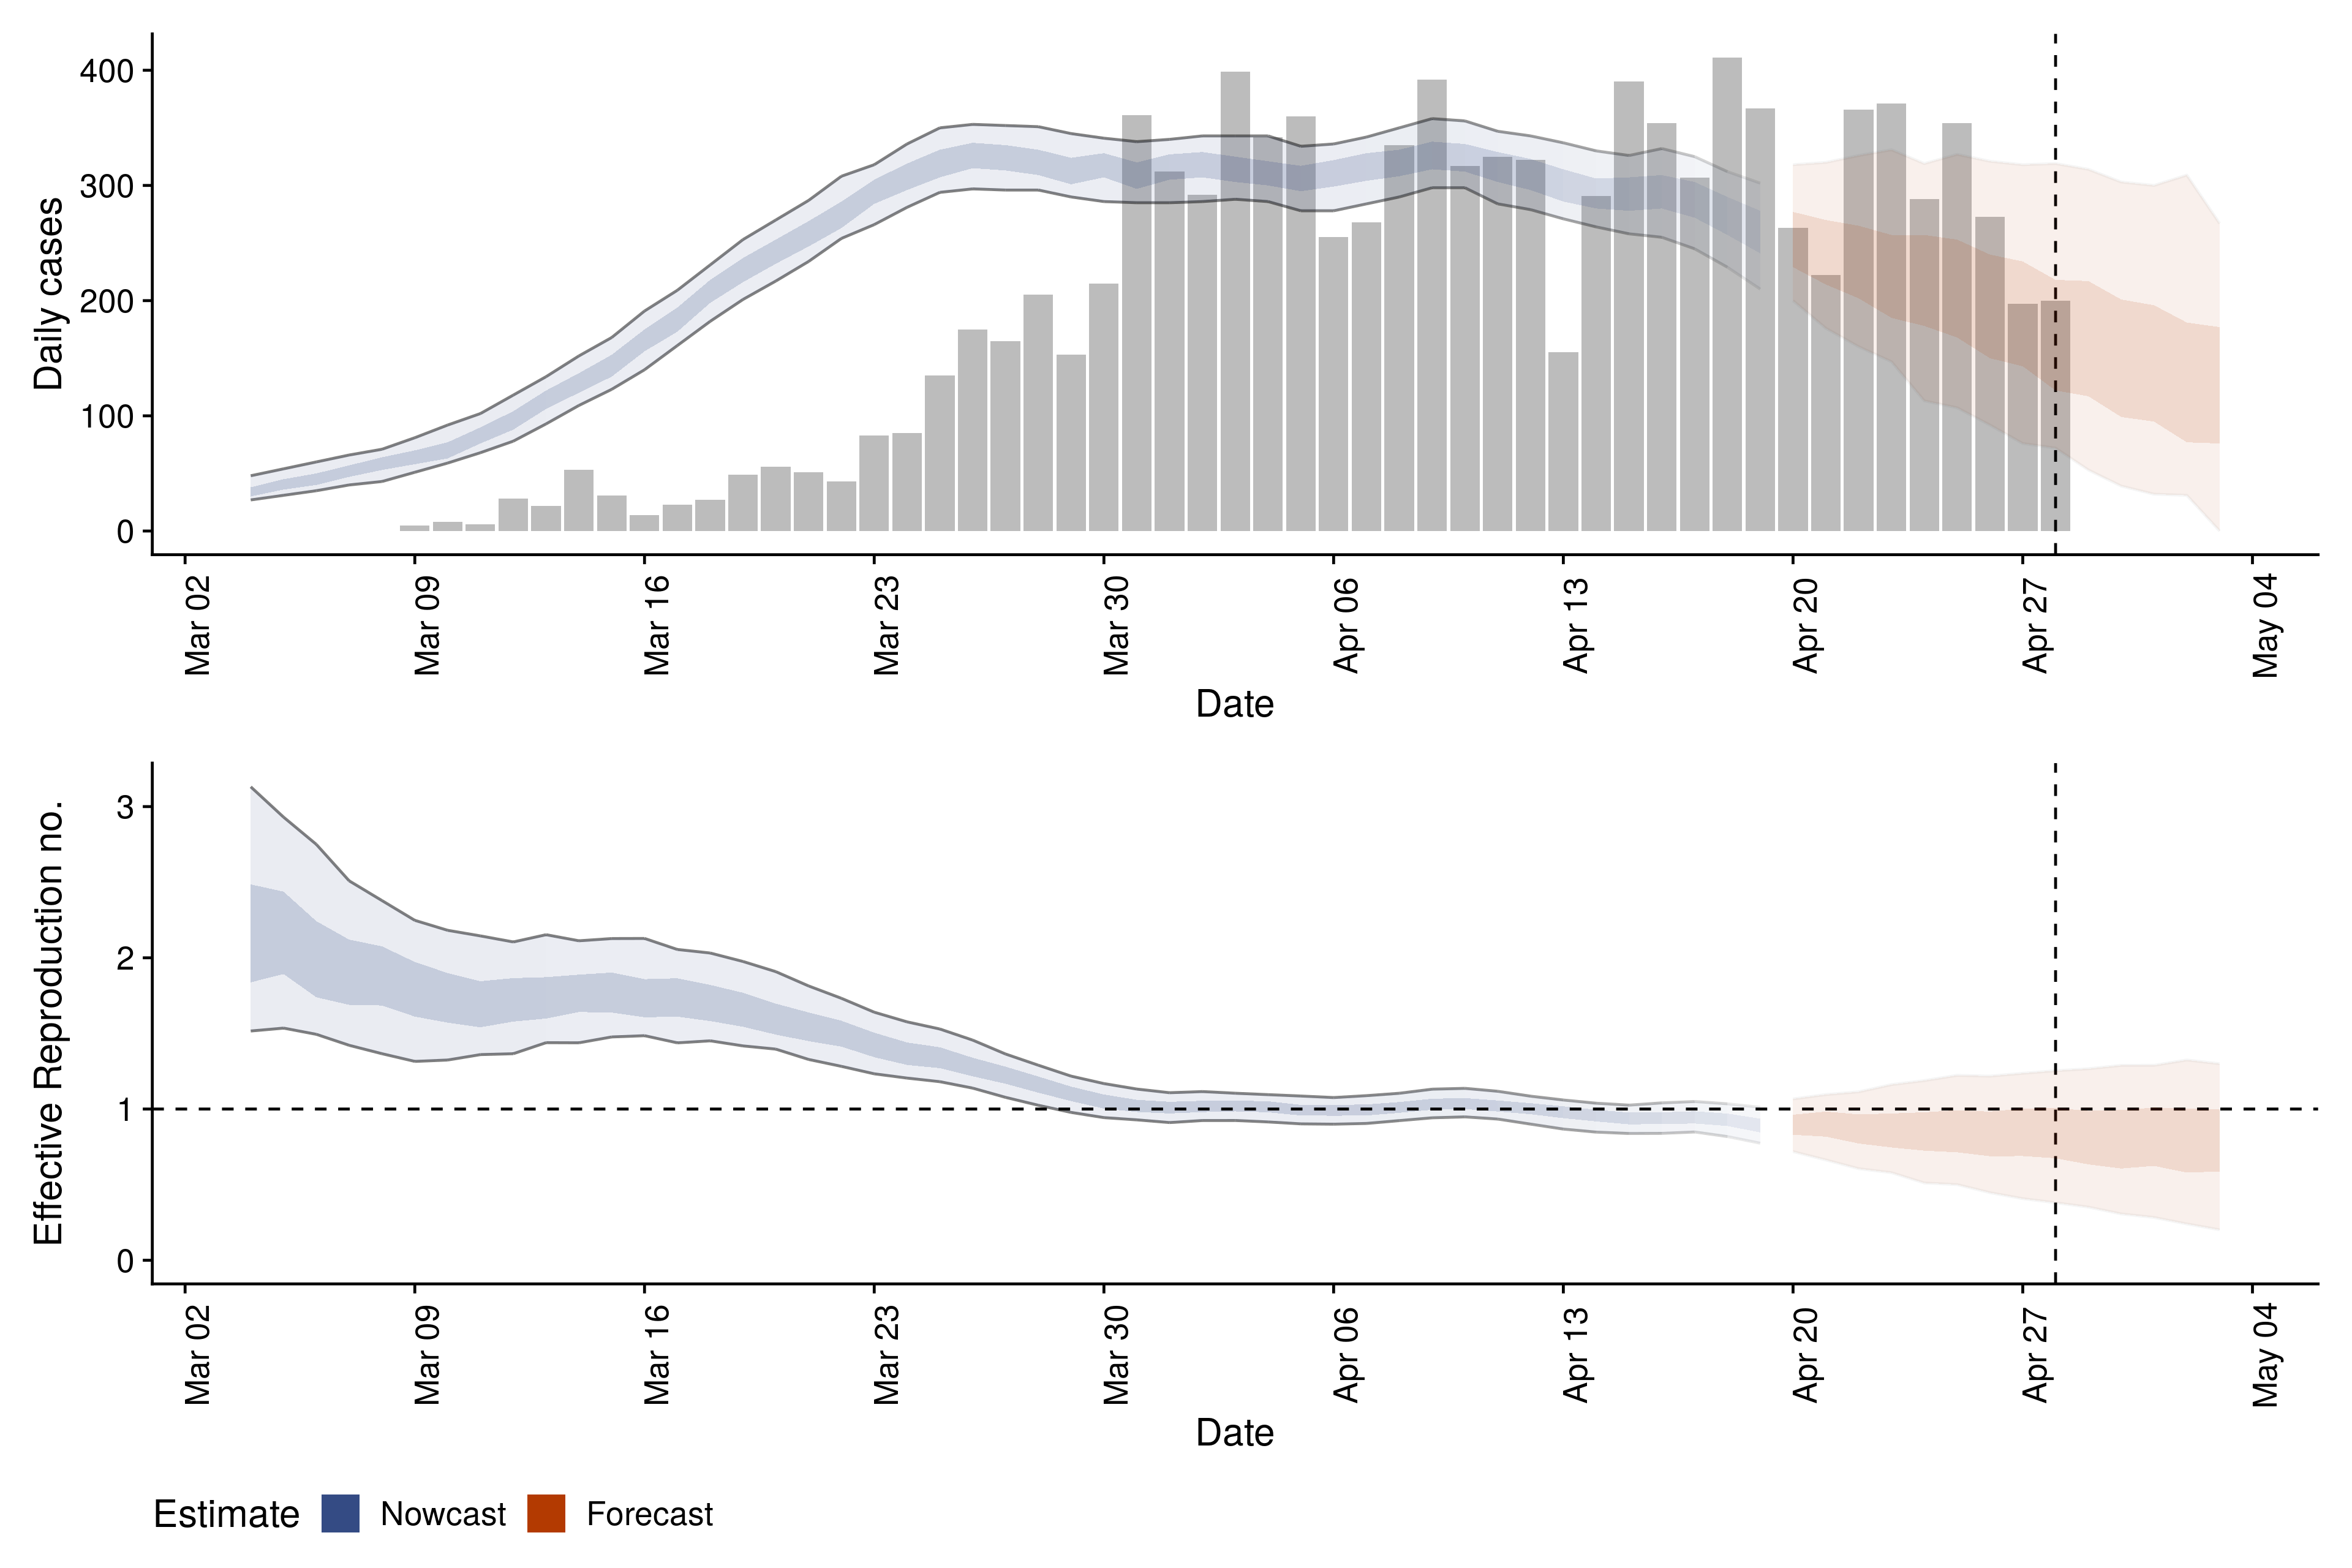 Daily cases
400
300
200
100
0
Mar 02
Mar 09
Mar 16
Mar 23
Mar 30
Apr 06
Apr 13
Apr 20
Apr 27
May 04
Date
Effective Reproduction no.
3
2
1
0
Mar 02
Mar 09
Mar 16
Mar 23
Mar 30
Apr 06
Apr 13
Apr 20
Apr 27
May 04
Date
Estimate Nowcast Forecast